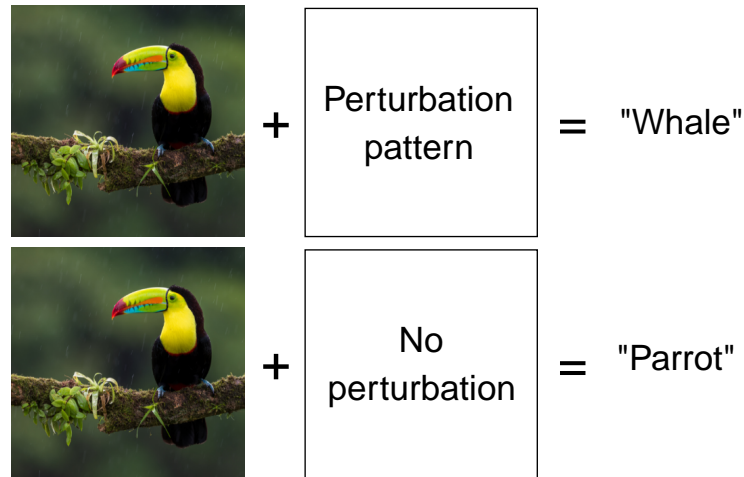 Perturbation
pattern
+
=
"Whale"
No
perturbation
+
=
"Parrot"